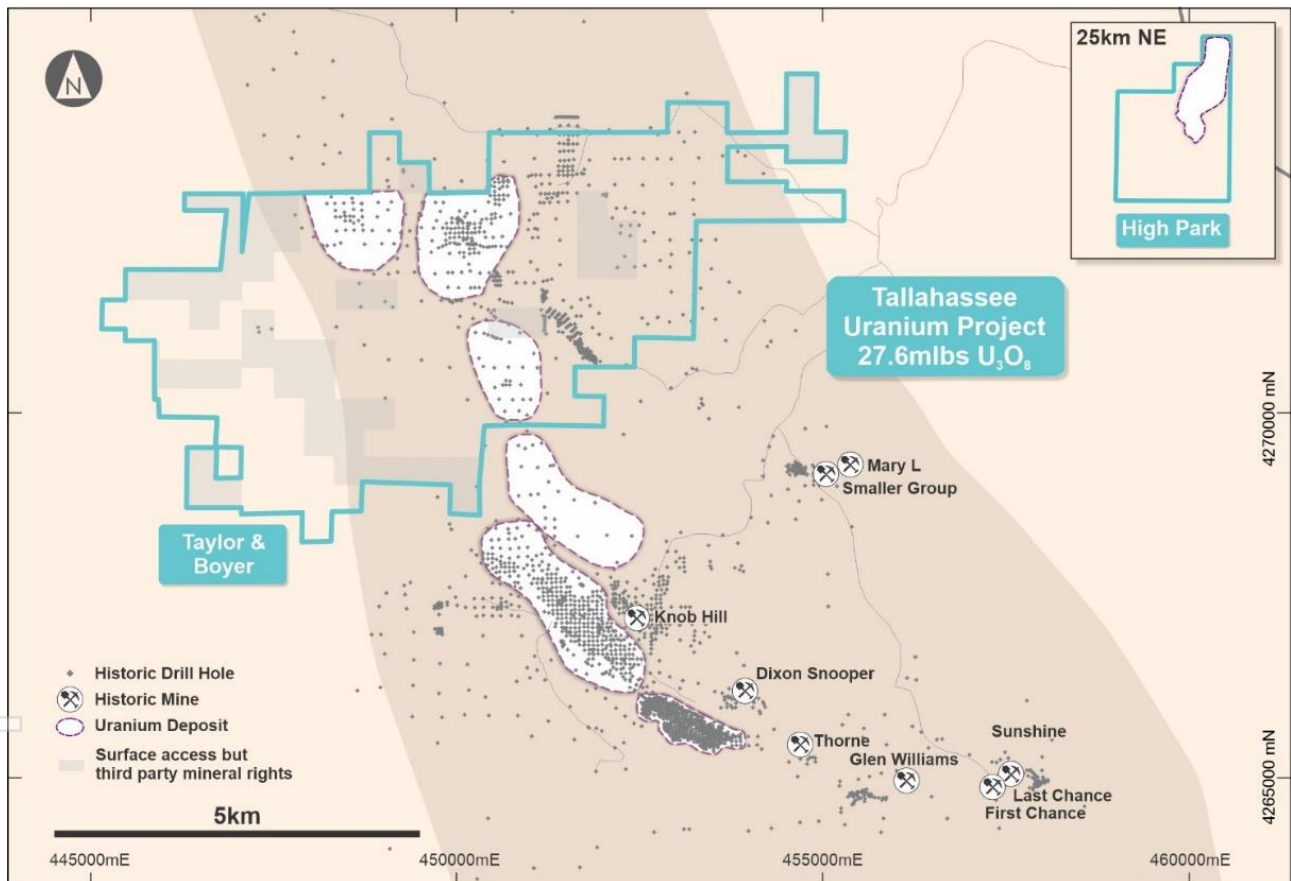 25km NE
N
High Park
Tallahassee
Uranium Project
27.6mlbs U₃O₈
4270000 mN
Mary L
Smaller Group
Taylor &
Boyer
Knob Hill
Dixon Snooper
Thorne
Glen Williams
Sunshine
Last Chance
First Chance
4265000 mN
Historic Drill Hole
Historic Mine
Uranium Deposit
Surface access but
third party mineral rights
5km
445000mE
450000mE
455000mE
460000mE